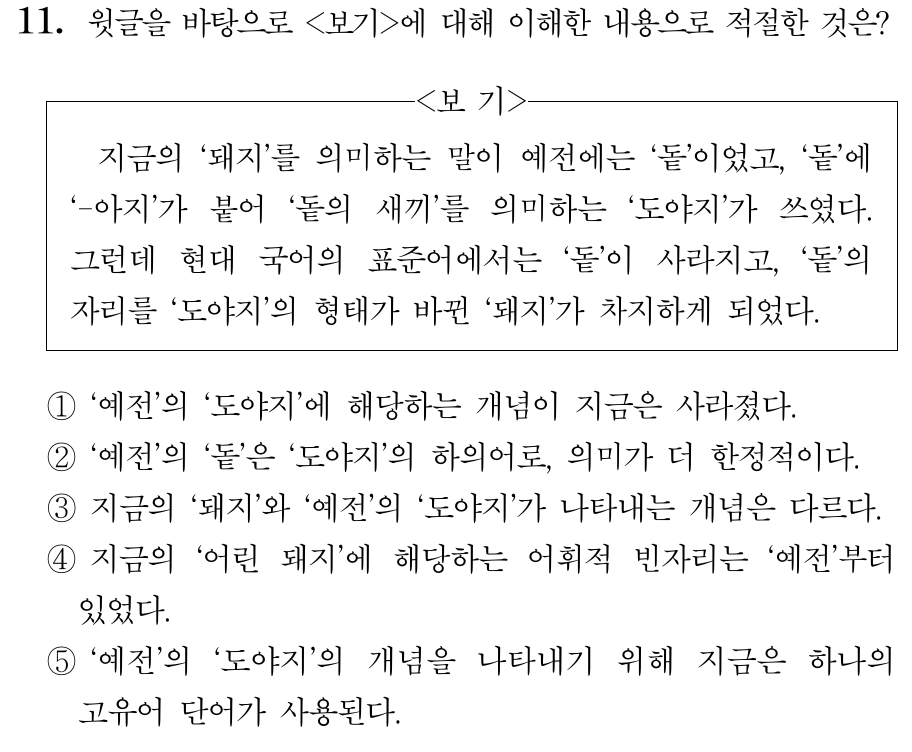 11. 윗글을 바탕으로 <보기>에 대해 이해한 내용으로 적절한 것은?
<보 기>
지금의 ‘돼지’를 의미하는 말이 예전에는 ‘돝’이었고, ‘돝’에
‘-아지’가 붙어 ‘돝의 새끼’를 의미하는 ‘도야지’가 쓰였다.
그런데 현대 국어의 표준어에서는 ‘돝’이 사라지고, ‘돝’의
자리를 ‘도야지’의 형태가 바뀐 ‘돼지’가 차지하게 되었다.
① ‘예전’의 ‘도야지’에 해당하는 개념이 지금은 사라졌다.
② ‘예전’의 ‘돝’은 ‘도야지’의 하의어로, 의미가 더 한정적이다.
③ 지금의 ‘돼지’와 ‘예전’의 ‘도야지’가 나타내는 개념은 다르다.
④ 지금의 ‘어린 돼지’에 해당하는 어휘적 빈자리는 ‘예전’부터
있었다.
⑤ ‘예전’의 ‘도야지’의 개념을 나타내기 위해 지금은 하나의
고유어 단어가 사용된다.